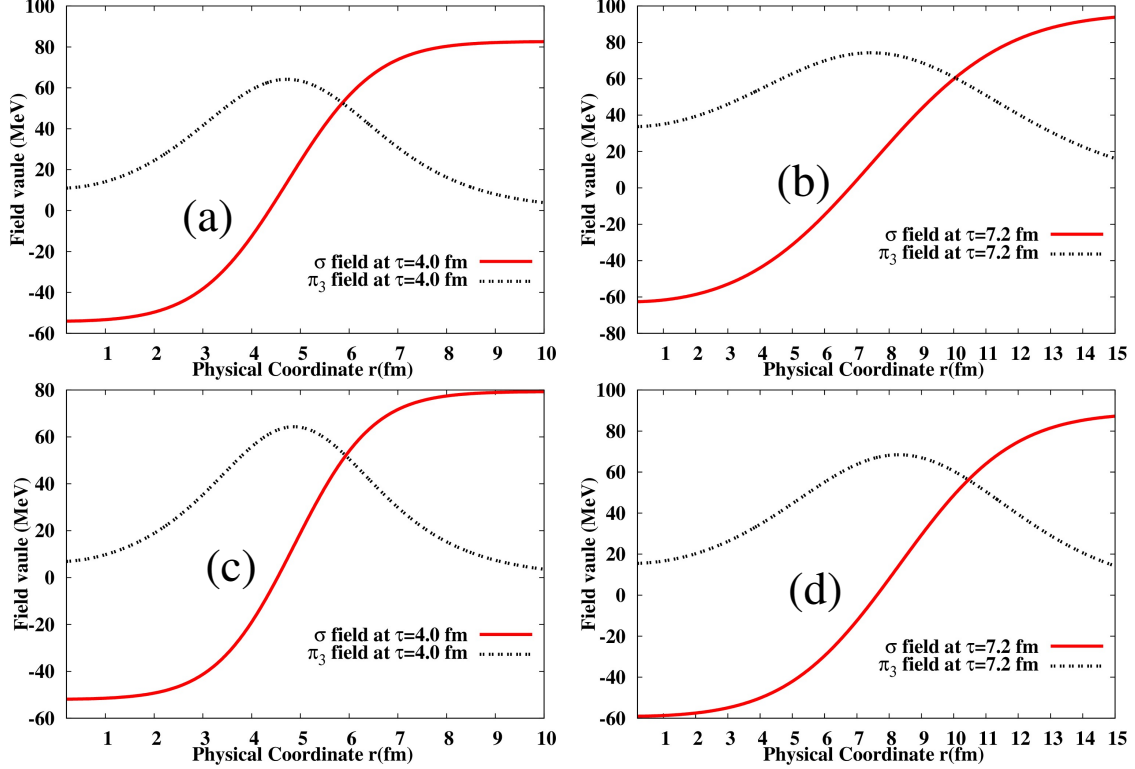 100
80
60
40
20
0
-20
-40
-60
Field vaule (MeV)
(a)
σ field at τ=4.0 fm
π3 field at τ=4.0 fm
1 2 3 4 5 6 7 8 9 10
Physical Coordinate r(fm)
100
80
60
40
20
0
-20
-40
-60
-80
Field vaule (MeV)
(b)
σ field at τ=7.2 fm
π3 field at τ=7.2 fm
1 2 3 4 5 6 7 8 9 10 11 12 13 14 15
Physical Coordinate r(fm)
80
60
40
20
0
-20
-40
-60
Field vaule (MeV)
(c)
σ field at τ=4.0 fm
π3 field at τ=4.0 fm
1 2 3 4 5 6 7 8 9 10
Physical Coordinate r(fm)
100
80
60
40
20
0
-20
-40
-60
Field vaule (MeV)
(d)
σ field at τ=7.2 fm
π3 field at τ=7.2 fm
1 2 3 4 5 6 7 8 9 10 11 12 13 14 15
Physical Coordinate r(fm)